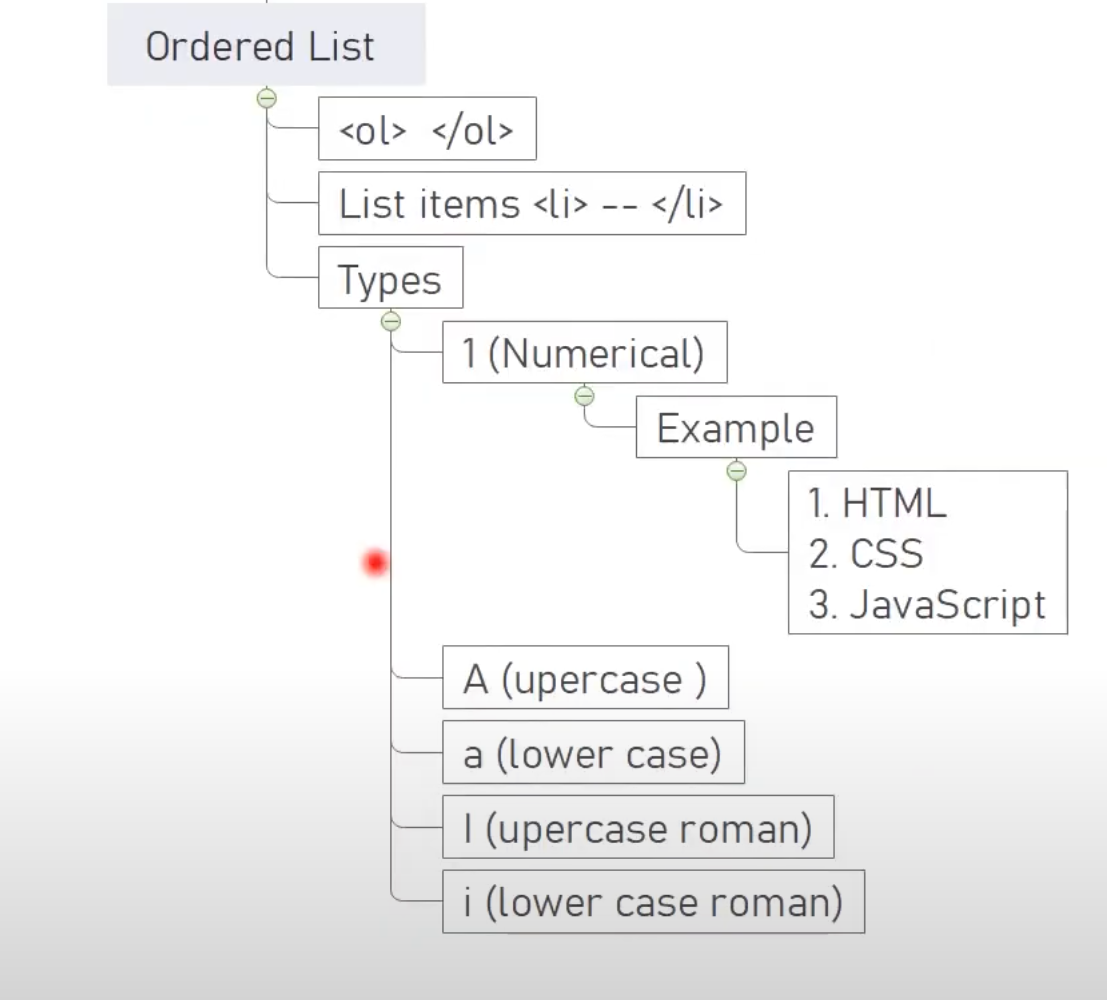 Ordered List
<ol>  </ol>
List items <li> -- </li>
Types
1 (Numerical)
Example
1. HTML
2. CSS
3. JavaScript
A (upercase )
a (lower case)
I (upercase roman)
i (lower case roman)